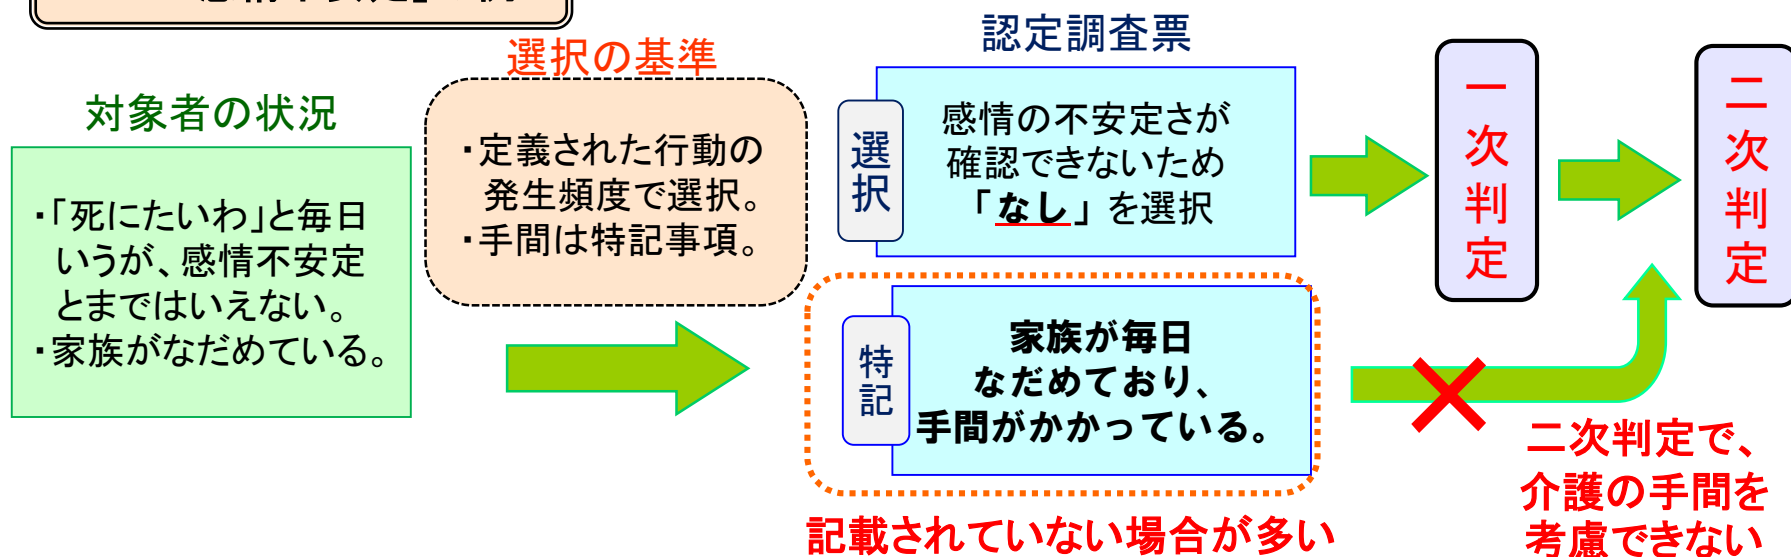 対象者の状況
・「死にたいわ」と毎日
いうが、感情不安定
とまではいえない。
・家族がなだめている。
選択の基準
・定義された行動の
発生頻度で選択。
・手間は特記事項。
認定調査票
選択
感情の不安定さが
確認できないため
「なし」を選択
特記
家族が毎日
なだめており、
手間がかかっている。
記載されていない場合が多い
一次判定
二次判定
二次判定で、
介護の手間を
考慮できない